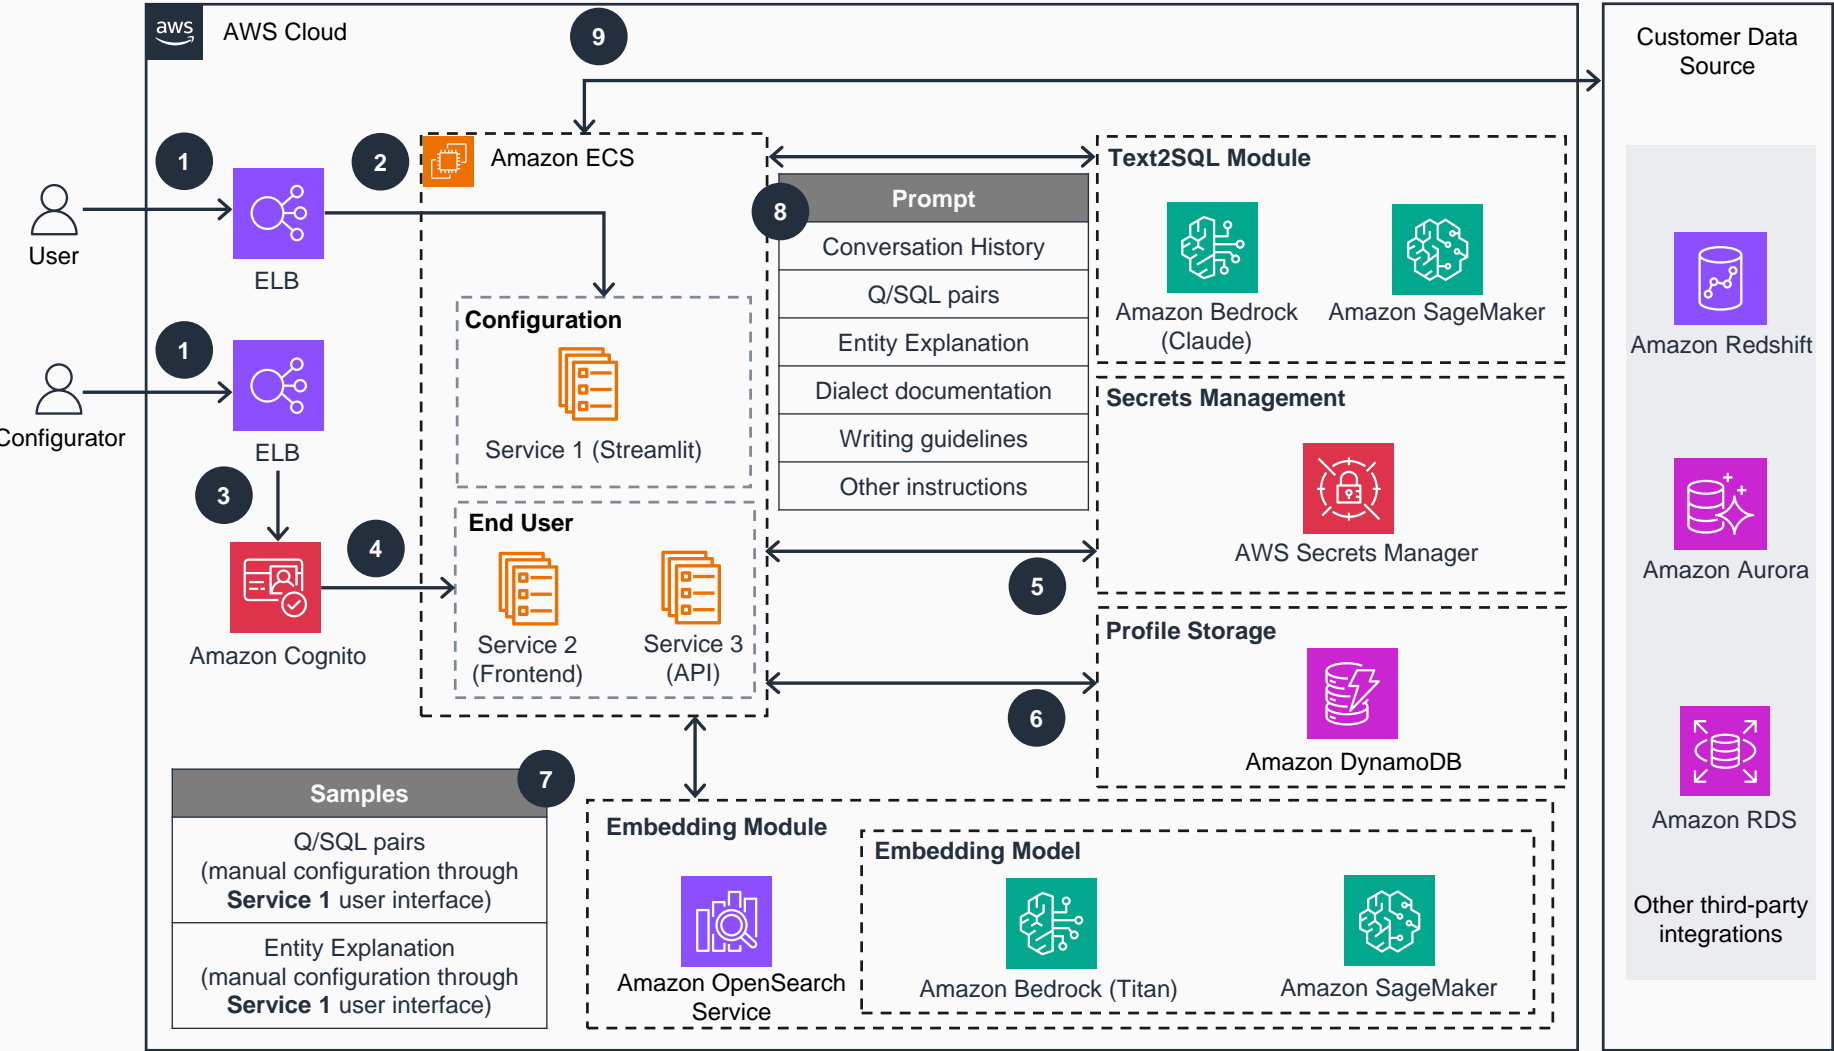 aws
AWS Cloud
9
Customer Data
Source
1
2
Amazon ECS
User
ELB
1
Configurator
ELB
3
Amazon Cognito
4
Configuration
Service 1 (Streamlit)
End User
Service 2
(Frontend)
Service 3
(API)
8
Prompt
Conversation History
Q/SQL pairs
Entity Explanation
Dialect documentation
Writing guidelines
Other instructions
Text2SQL Module
Amazon Bedrock
(Claude)
Amazon SageMaker
Secrets Management
AWS Secrets Manager
5
Profile Storage
Amazon DynamoDB
6
7
Samples
Q/SQL pairs
(manual configuration through
Service 1 user interface)
Entity Explanation
(manual configuration through
Service 1 user interface)
Embedding Module
Amazon OpenSearch
Service
Embedding Model
Amazon Bedrock (Titan)
Amazon SageMaker
Amazon Redshift
Amazon Aurora
Amazon RDS
Other third-party
integrations